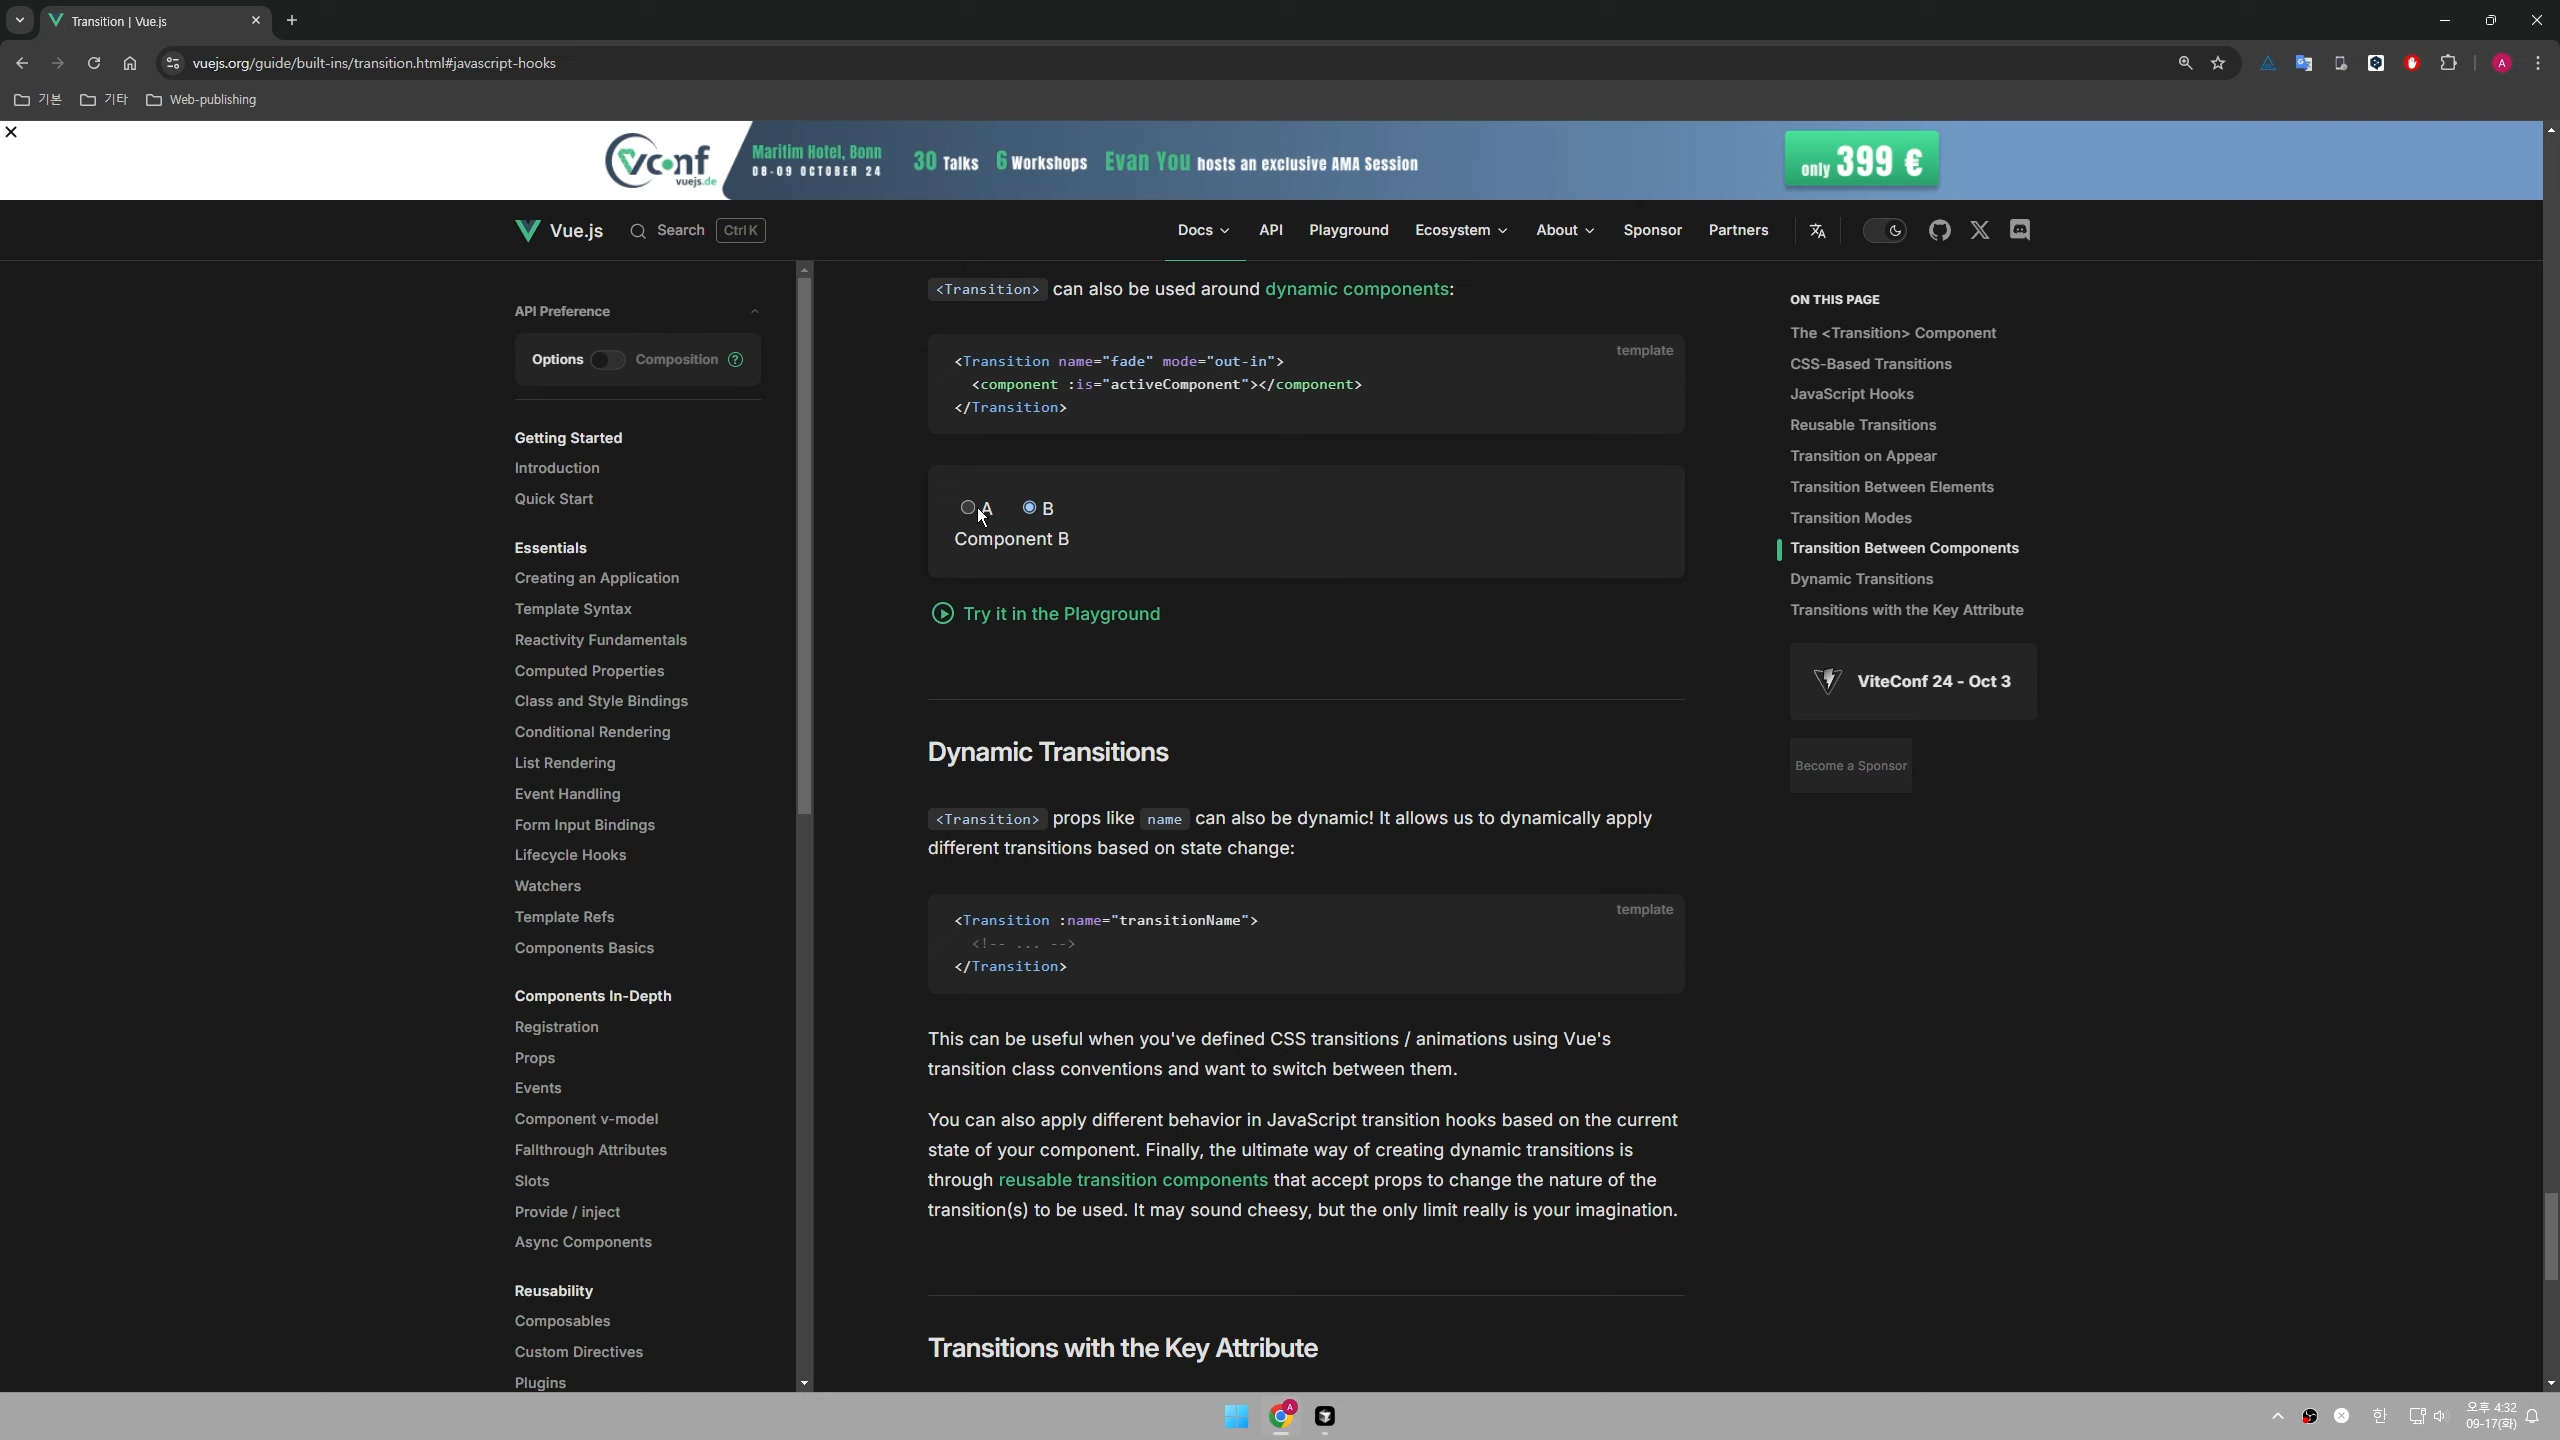 Transition | Vue.js
vuejs.org/guide/built-ins/transition.html#javascript-hooks
A
기본
기타
Web-publishing
vconf
vuejs.de
Maritim Hotel, Bonn
08-09 OCTOBER 24
30 Talks 6 Workshops Evan You hosts an exclusive AMA Session
only 399 €
Vue.js
Search
Ctrl K
Docs
API
Playground
Ecosystem
About
Sponsor
Partners
API Preference
Options
Composition
?
Getting Started
Introduction
Quick Start
Essentials
Creating an Application
Template Syntax
Reactivity Fundamentals
Computed Properties
Class and Style Bindings
Conditional Rendering
List Rendering
Event Handling
Form Input Bindings
Lifecycle Hooks
Watchers
Template Refs
Components Basics
Components In-Depth
Registration
Props
Events
Component v-model
Fallthrough Attributes
Slots
Provide / inject
Async Components
Reusability
Composables
Custom Directives
Plugins
<Transition> can also be used around dynamic components:
template
<Transition name="fade" mode="out-in">
<component :is="activeComponent"></component>
</Transition>
A
B
Component B
Try it in the Playground
Dynamic Transitions
<Transition> props like name can also be dynamic! It allows us to dynamically apply
different transitions based on state change:
template
<Transition :name="transitionName">
<!-- ... -->
</Transition>
This can be useful when you've defined CSS transitions / animations using Vue's
transition class conventions and want to switch between them.
You can also apply different behavior in JavaScript transition hooks based on the current
state of your component. Finally, the ultimate way of creating dynamic transitions is
through reusable transition components that accept props to change the nature of the
transition(s) to be used. It may sound cheesy, but the only limit really is your imagination.
Transitions with the Key Attribute
ON THIS PAGE
The <Transition> Component
CSS-Based Transitions
JavaScript Hooks
Reusable Transitions
Transition on Appear
Transition Between Elements
Transition Modes
Transition Between Components
Dynamic Transitions
Transitions with the Key Attribute
ViteConf 24 - Oct 3
Become a Sponsor
A
한
오후 4:32
09-17(화)